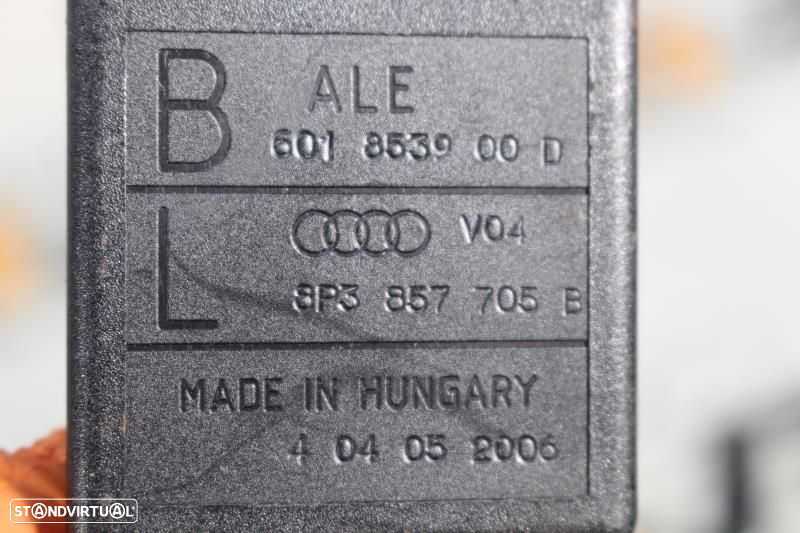 B ALE
601 8539 00 D
L V04
8P3 857 705 B
MADE IN HUNGARY
4 04 05 2006
STANDVIRTUAL